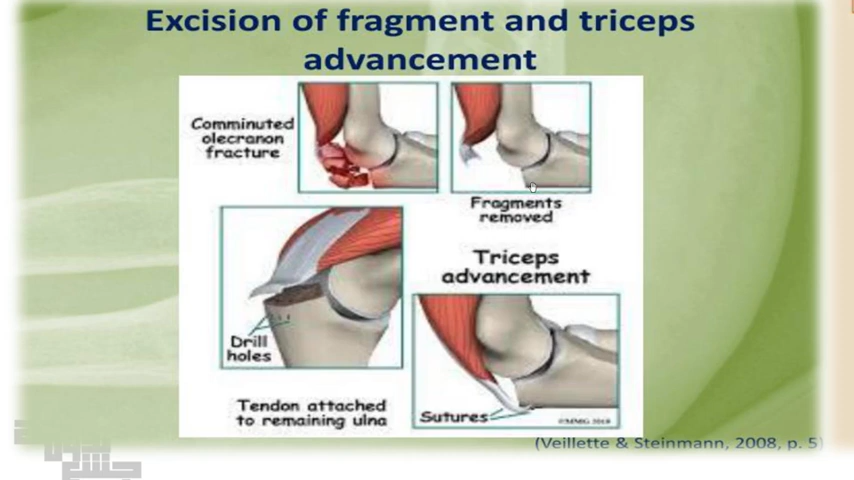 Excision of fragment and triceps
advancement
Comminuted
olecranon
fracture
Fragments
removed
Triceps
advancement
Drill
holes
Tendon attached
to remaining ulna
Sutures
(Veillette & Steinmann, 2008, p. 5)